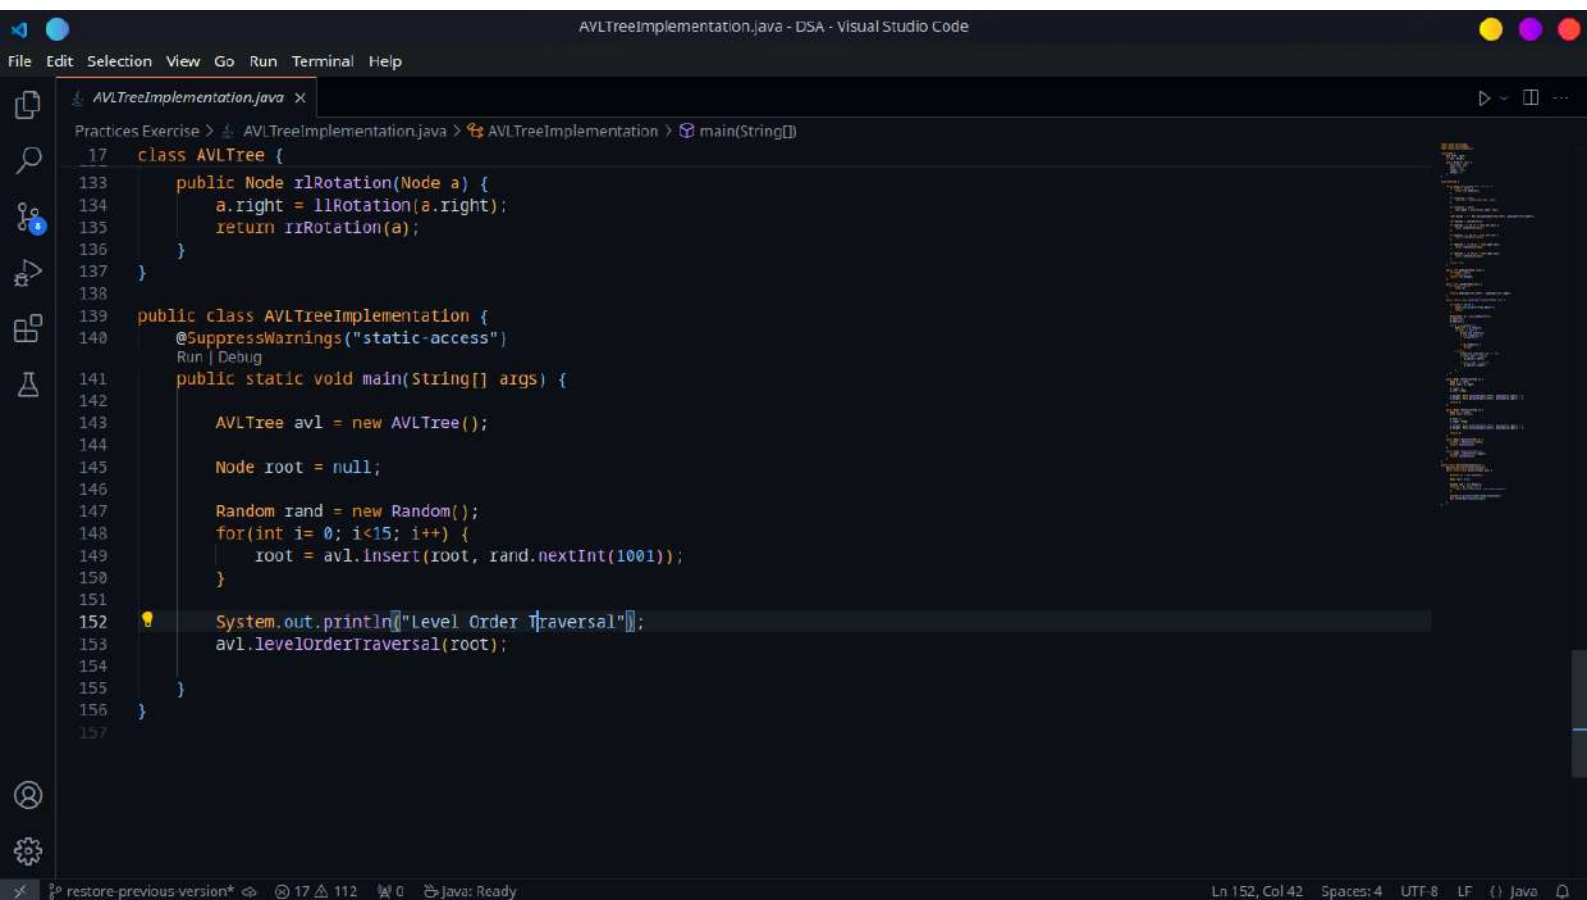 AVLTreeImplementation.java - DSA - Visual Studio Code
File Edit Selection View Go Run Terminal Help
AVLTreeImplementation.java ×
Practices Exercise > AVLTreeImplementation.java > AVLTreeImplementation > main(String[])
17 class AVLTree {
133 public Node rlRotation(Node a) {
134 a.right = llRotation(a.right);
135 return rrRotation(a);
136 }
137 }
138
139 public class AVLTreeImplementation {
140 @SuppressWarnings("static-access")
Run | Debug
141 public static void main(String[] args) {
142
143 AVLTree avl = new AVLTree();
144
145 Node root = null;
146
147 Random rand = new Random();
148 for(int i= 0; i<15; i++) {
149 root = avl.insert(root, rand.nextInt(1001));
150 }
151
152 System.out.println("Level Order Traversal");
153 avl.levelOrderTraversal(root);
154
155 }
156 }
157
restore-previous-version* 17 112 0 Java: Ready Ln 152, Col 42 Spaces: 4 UTF-8 LF {} Java